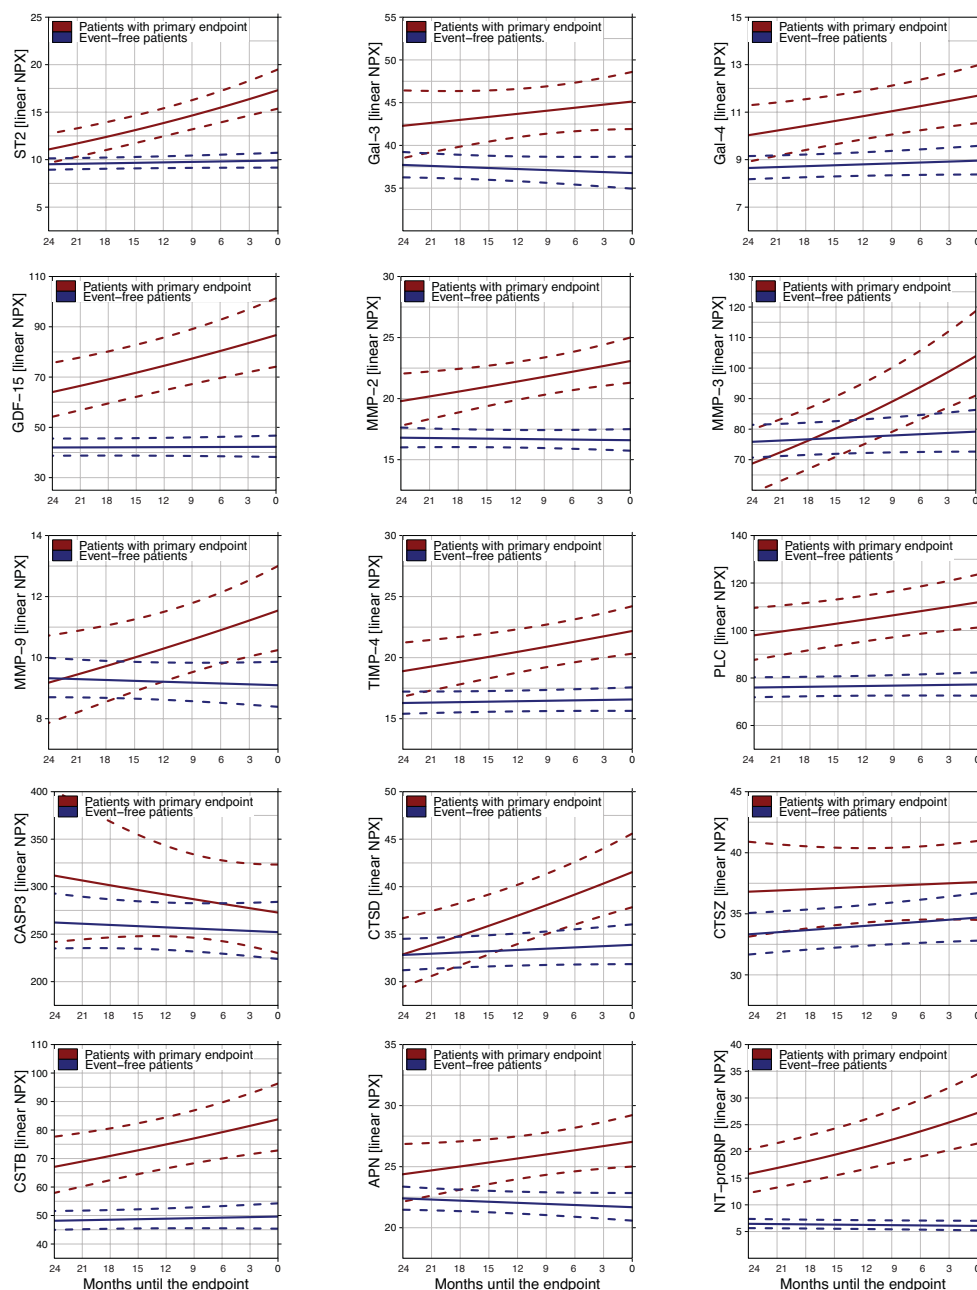 Patients with primary endpoint
Event−free patients
ST2 [linear NPX]
25
20
15
10
5
24 21 18 15 12 9 6 3 0
Patients with primary endpoint
Event−free patients.
Gal−3 [linear NPX]
55
50
45
40
35
24 21 18 15 12 9 6 3 0
Patients with primary endpoint
Event−free patients
Gal−4 [linear NPX]
15
13
11
9
7
24 21 18 15 12 9 6 3 0
Patients with primary endpoint
Event−free patients
GDF−15 [linear NPX]
110
90
70
50
30
24 21 18 15 12 9 6 3 0
Patients with primary endpoint
Event−free patients
MMP−2 [linear NPX]
30
25
20
15
24 21 18 15 12 9 6 3 0
Patients with primary endpoint
Event−free patients
MMP−3 [linear NPX]
130
120
110
100
90
80
70
24 21 18 15 12 9 6 3 0
Patients with primary endpoint
Event−free patients
MMP−9 [linear NPX]
14
12
10
8
24 21 18 15 12 9 6 3 0
Patients with primary endpoint
Event−free patients
TIMP−4 [linear NPX]
30
25
20
15
24 21 18 15 12 9 6 3 0
Patients with primary endpoint
Event−free patients
PLC [linear NPX]
140
120
100
80
60
24 21 18 15 12 9 6 3 0
Patients with primary endpoint
Event−free patients
CASP3 [linear NPX]
400
350
300
250
200
24 21 18 15 12 9 6 3 0
Patients with primary endpoint
Event−free patients
CTSD [linear NPX]
50
45
40
35
30
24 21 18 15 12 9 6 3 0
Patients with primary endpoint
Event−free patients
CTSZ [linear NPX]
45
40
35
30
24 21 18 15 12 9 6 3 0
Patients with primary endpoint
Event−free patients
CSTB [linear NPX]
110
100
90
80
70
60
50
40
24 21 18 15 12 9 6 3 0
Months until the endpoint
Patients with primary endpoint
Event−free patients
APN [linear NPX]
35
30
25
20
24 21 18 15 12 9 6 3 0
Months until the endpoint
Patients with primary endpoint
Event−free patients
NT−proBNP [linear NPX]
40
35
30
25
20
15
10
5
24 21 18 15 12 9 6 3 0
Months until the endpoint